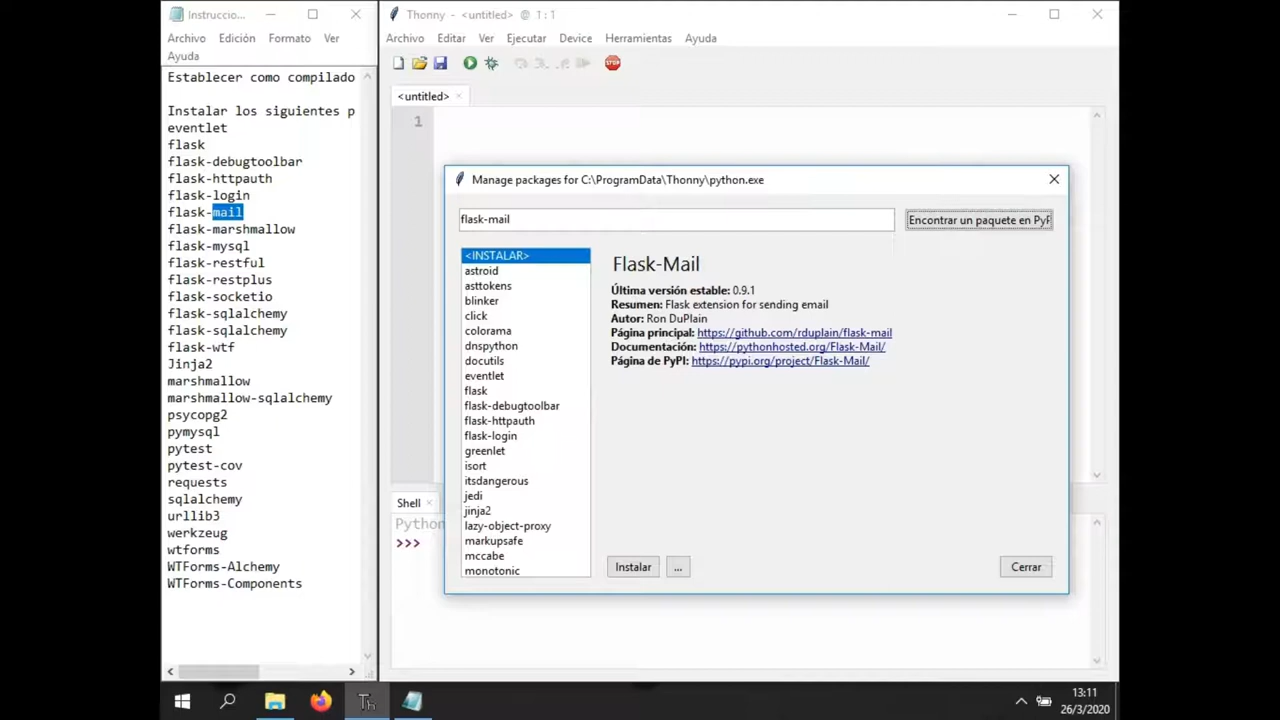 Instrucciо...
Archivo Edición Formato Ver
Ayuda
Establecer como compilado
Instalar los siguientes p
eventlet
flask
flask-debugtoolbar
flask-httpauth
flask-login
flask-mail
flask-marshmallow
flask-mysql
flask-restful
flask-restplus
flask-socketio
flask-sqlalchemy
flask-sqlalchemy
flask-wtf
Jinja2
marshmallow
marshmallow-sqlalchemy
psycopg2
pymysql
pytest
pytest-cov
requests
sqlalchemy
urllib3
werkzeug
wtforms
WTForms-Alchemy
WTForms-Components
Thonny - <untitled> @ 1 : 1
Archivo Editar Ver Ejecutar Device Herramientas Ayuda
STOP
<untitled>
1
Manage packages for C:\ProgramData\Thonny\python.exe
flask-mail
Encontrar un paquete en PyP
<INSTALAR>
astroid
asttokens
blinker
click
colorama
dnspython
docutils
eventlet
flask
flask-debugtoolbar
flask-httpauth
flask-login
greenlet
isort
itsdangerous
jedi
jinja2
lazy-object-proxy
markupsafe
mccabe
monotonic
Flask-Mail
Última versión estable: 0.9.1
Resumen: Flask extension for sending email
Autor: Ron DuPlain
Página principal: https://github.com/rduplain/flask-mail
Documentación: https://pythonhosted.org/Flask-Mail/
Página de PyPI: https://pypi.org/project/Flask-Mail/
Instalar ... Cerrar
Shell
Python
>>>
Th
13:11
26/3/2020